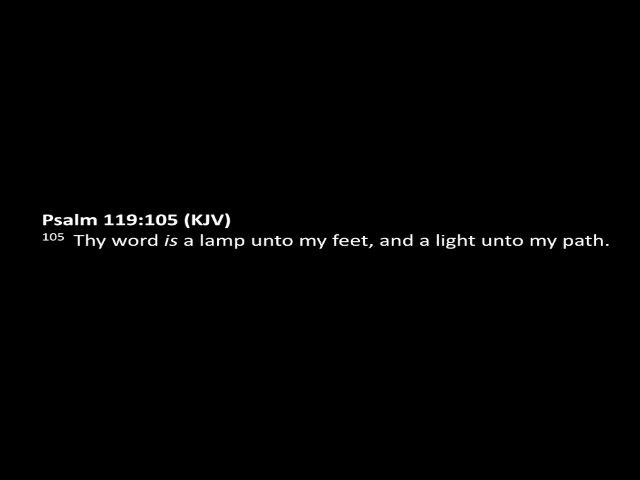 Psalm 119:105 (KJV)
105 Thy word is a lamp unto my feet, and a light unto my path.